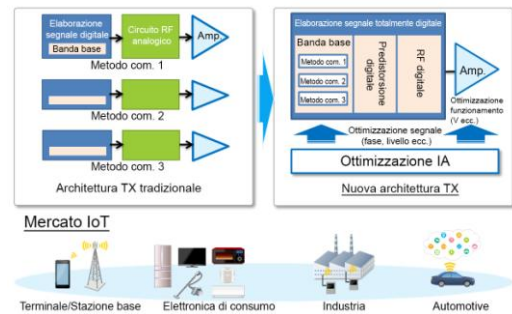 Elaborazione
segnale digitale
Banda base
Circuito RF
analogico
Amp.
Metodo com. 1
Metodo com. 2
Metodo com. 3
Architettura TX tradizionale
Elaborazione segnale totalmente digitale
Banda base
Metodo com. 1
Metodo com. 2
Metodo com. 3
Predistorsione
digitale
RF digitale
Amp.
Ottimizzazione
funzionamento
(V ecc.)
Ottimizzazione segnale
(fase, livello ecc.)
Ottimizzazione IA
Nuova architettura TX
Mercato IoT
Terminale/Stazione base
Elettronica di consumo
Industria
Automotive